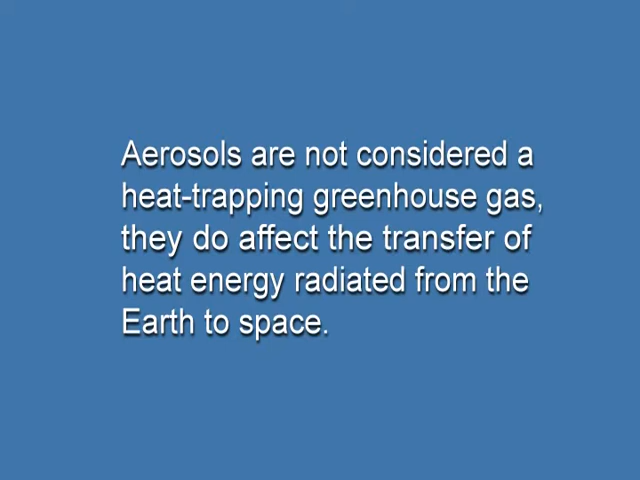 Aerosols are not considered a
heat-trapping greenhouse gas,
they do affect the transfer of
heat energy radiated from the
Earth to space.